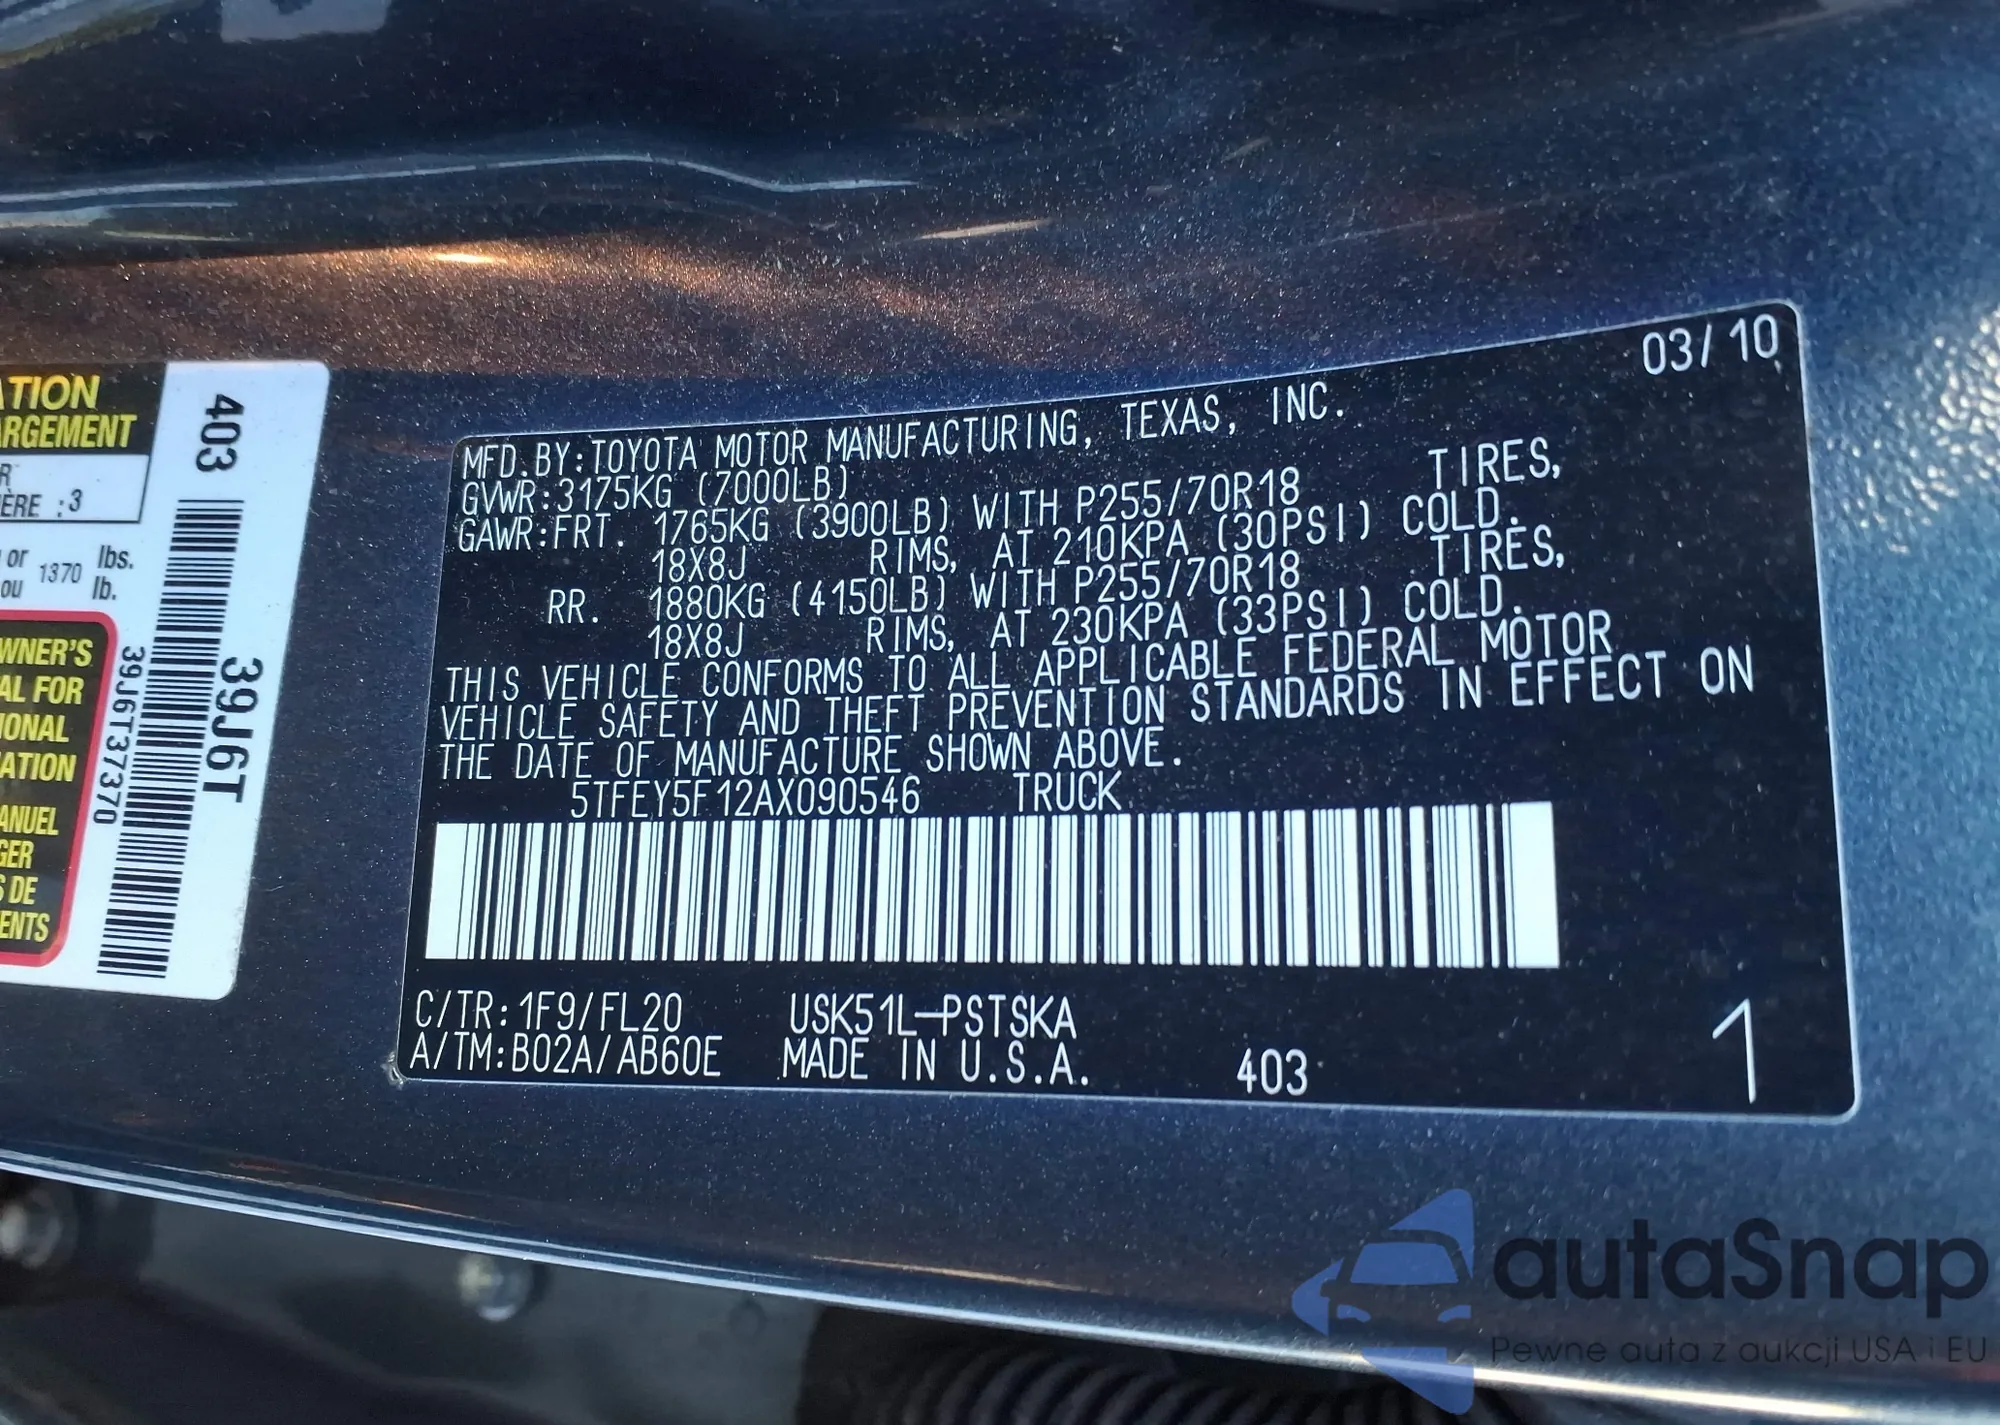 ATION
ARGEMENT
R
ÈRE : 3
or 1370 lbs.
ou lb.
WNER'S
AL FOR
IONAL
ATION
ANUEL
GER
S DE
ENTS
403
39J6T
39J6T37370
03/10
MFD. BY: TOYOTA MOTOR MANUFACTURING, TEXAS, INC.
GVWR: 3175KG (7000LB)
GAWR: FRT. 1765KG (3900LB) WITH P255/70R18 TIRES,
18X8J RIMS, AT 210KPA (30PSI) COLD.
RR. 1880KG (4150LB) WITH P255/70R18 TIRES,
18X8J RIMS, AT 230KPA (33PSI) COLD.
THIS VEHICLE CONFORMS TO ALL APPLICABLE FEDERAL MOTOR
VEHICLE SAFETY AND THEFT PREVENTION STANDARDS IN EFFECT ON
THE DATE OF MANUFACTURE SHOWN ABOVE.
5TFEY5F12AX090546 TRUCK
C/TR: 1F9/FL20 USK51L-PSTSKA
A/TM: B02A/AB60E MADE IN U.S.A. 403
1
autaSnap
Pewne auta z aukcji USA i EU